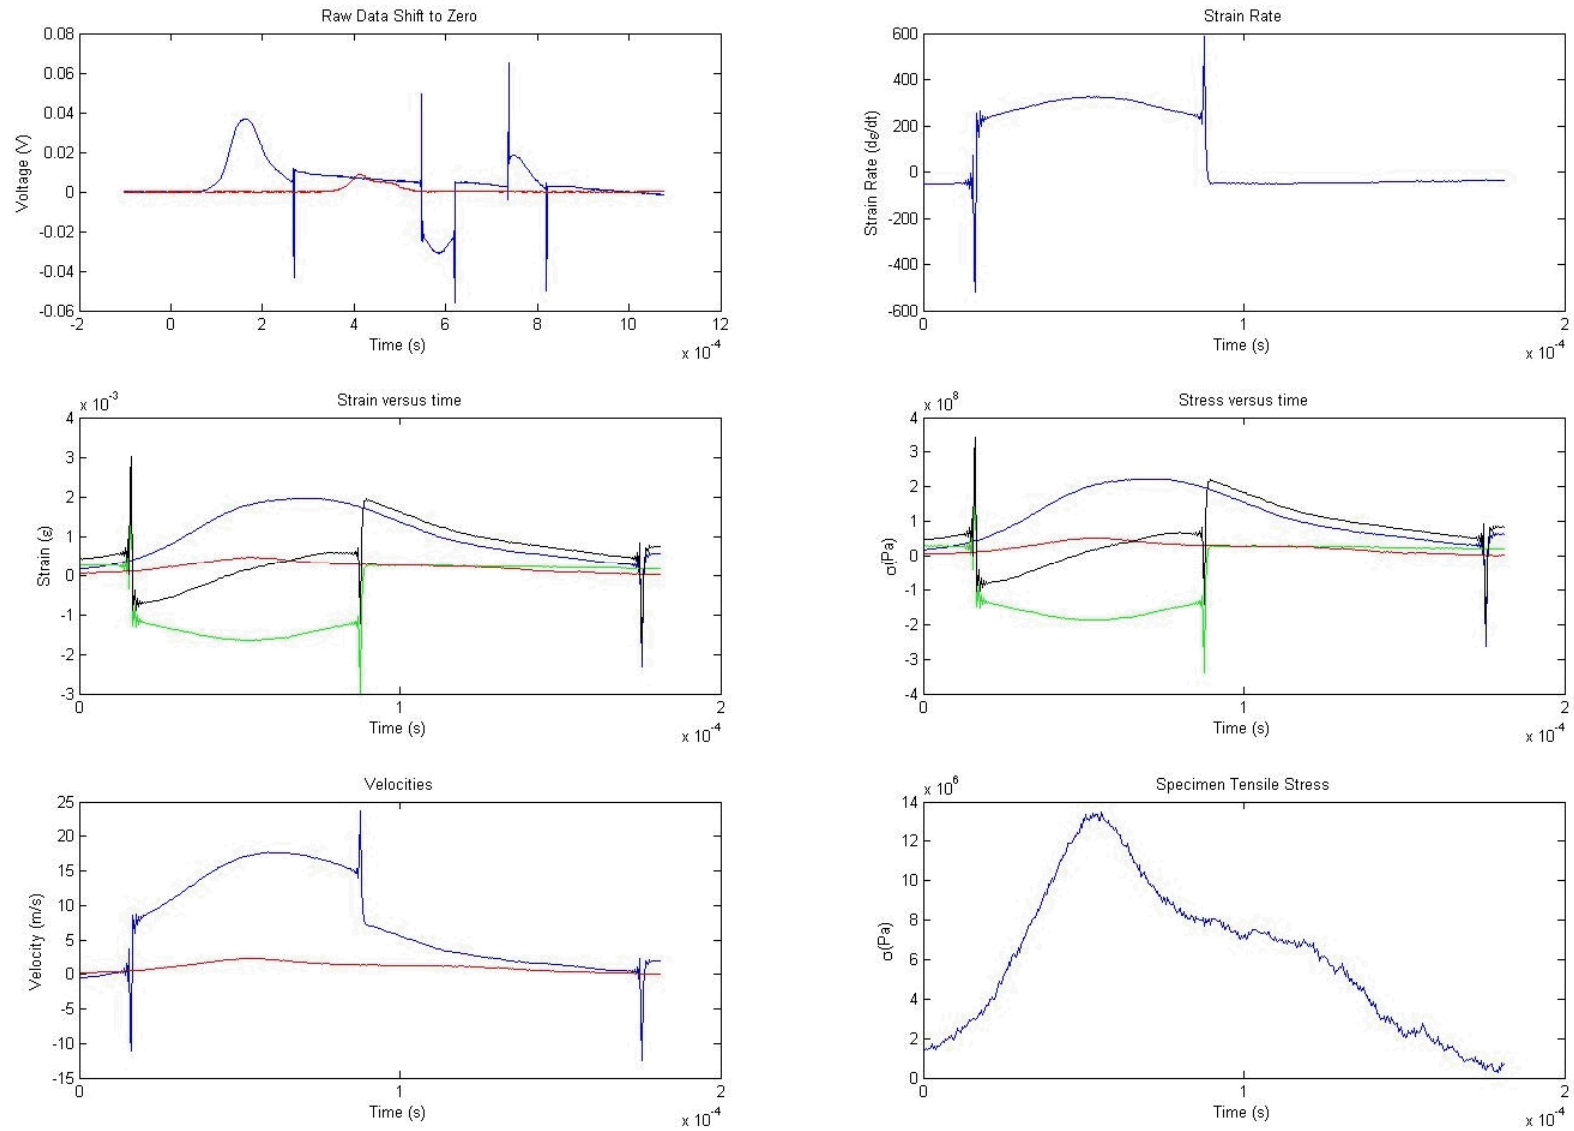 Raw Data Shift to Zero
0.08
0.06
0.04
0.02
0
-0.02
-0.04
-0.06
Voltage (V)
-2 0 2 4 6 8 10 12
Time (s)
x 10-4
Strain Rate
600
400
200
0
-200
-400
-600
Strain Rate (dε/dt)
0 1 2
Time (s)
x 10-4
Strain versus time
x 10-3
4
3
2
1
0
-1
-2
-3
Strain (ε)
0 1 2
Time (s)
x 10-4
Stress versus time
x 108
4
3
2
1
0
-1
-2
-3
-4
σ(Pa)
0 1 2
Time (s)
x 10-4
Velocities
25
20
15
10
5
0
-5
-10
-15
Velocity (m/s)
0 1 2
Time (s)
x 10-4
Specimen Tensile Stress
x 106
14
12
10
8
6
4
2
0
σ(Pa)
0 1 2
Time (s)
x 10-4